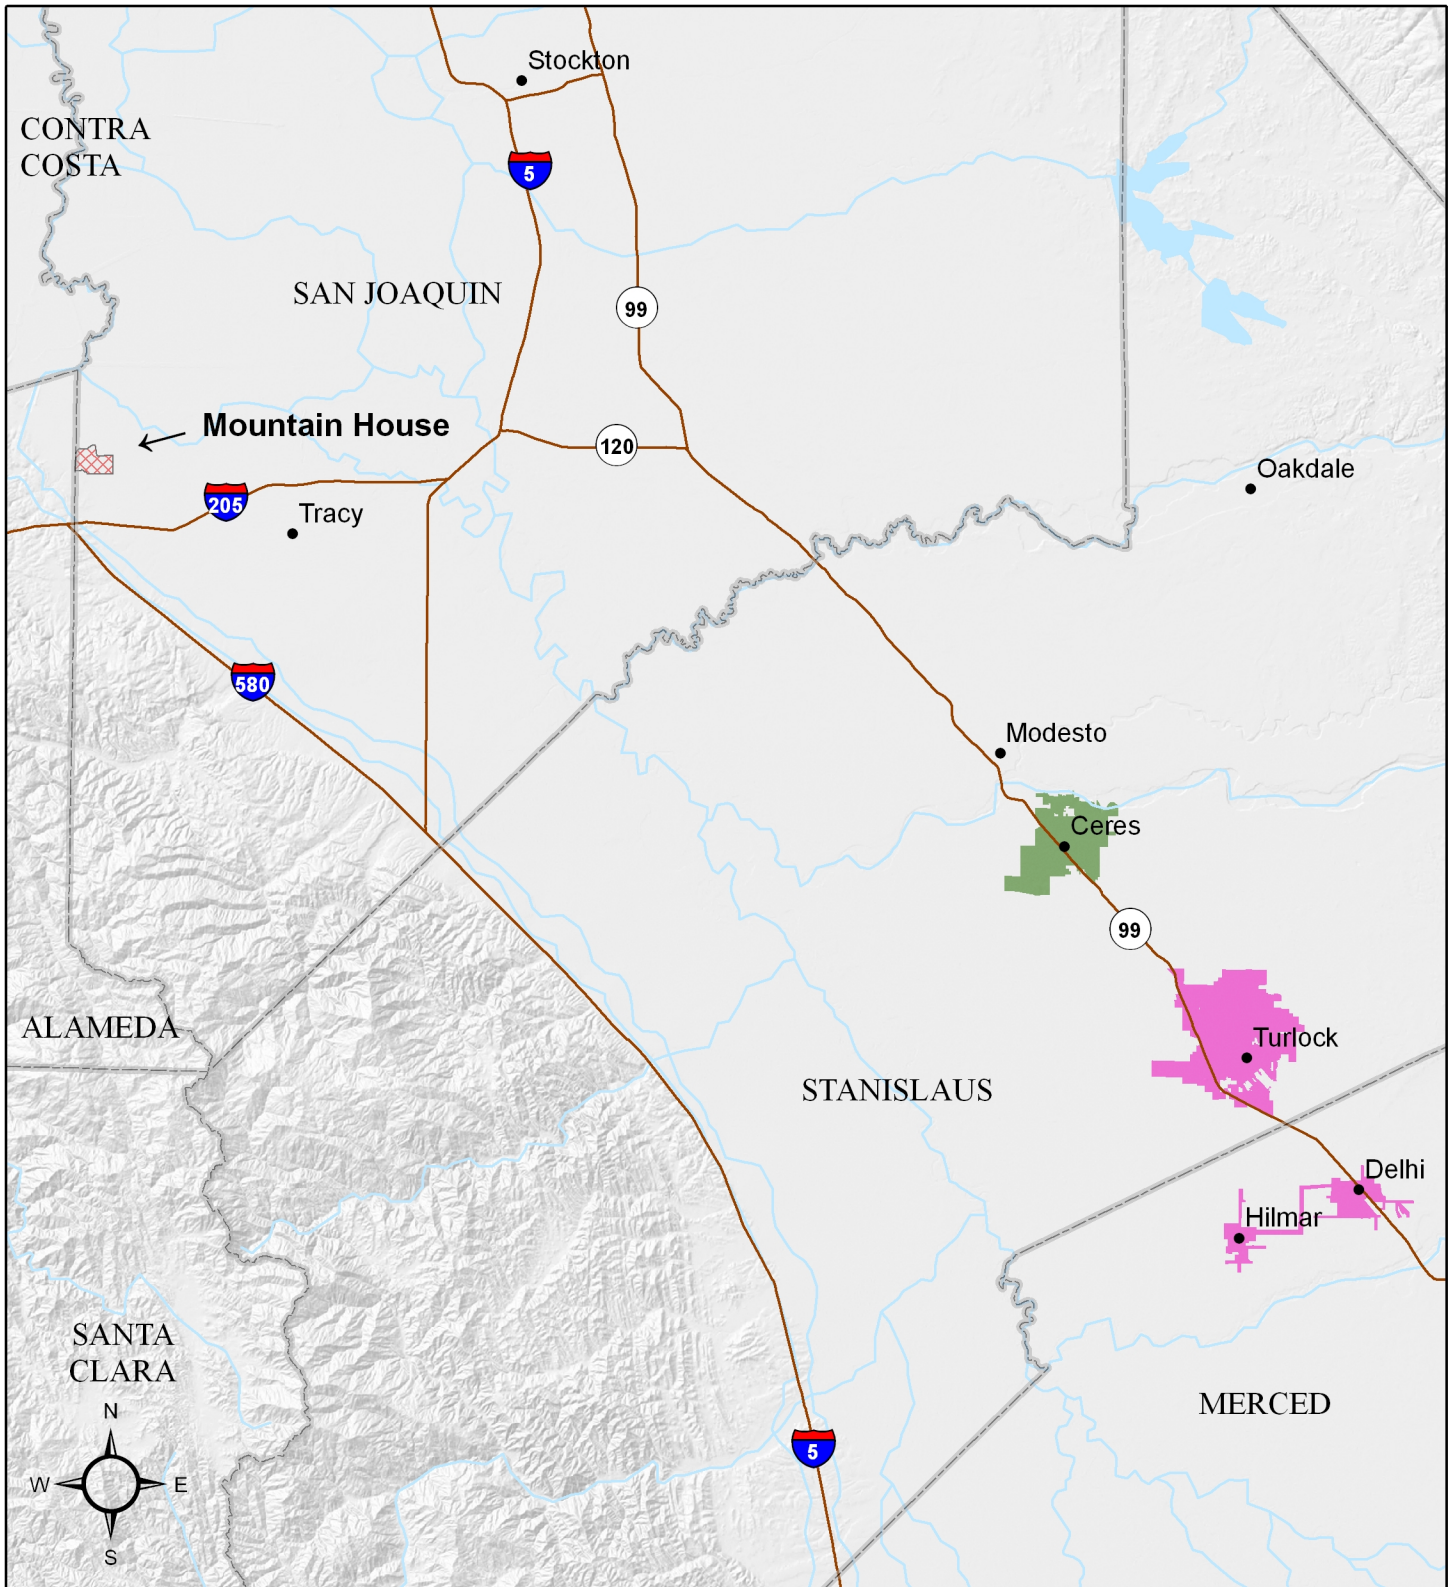 Stockton
CONTRA
COSTA
5
SAN JOAQUIN
99
Mountain House
120
Oakdale
205
Tracy
580
Modesto
Ceres
99
ALAMEDA
Turlock
STANISLAUS
Delhi
Hilmar
SANTA
CLARA
MERCED
N
5
W E
S